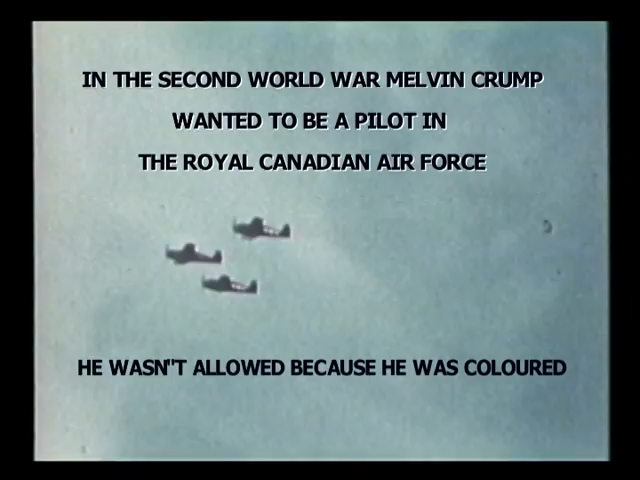 IN THE SECOND WORLD WAR MELVIN CRUMP
WANTED TO BE A PILOT IN
THE ROYAL CANADIAN AIR FORCE
HE WASN"T ALLOWED BECAUSE HE WAS COLOURED